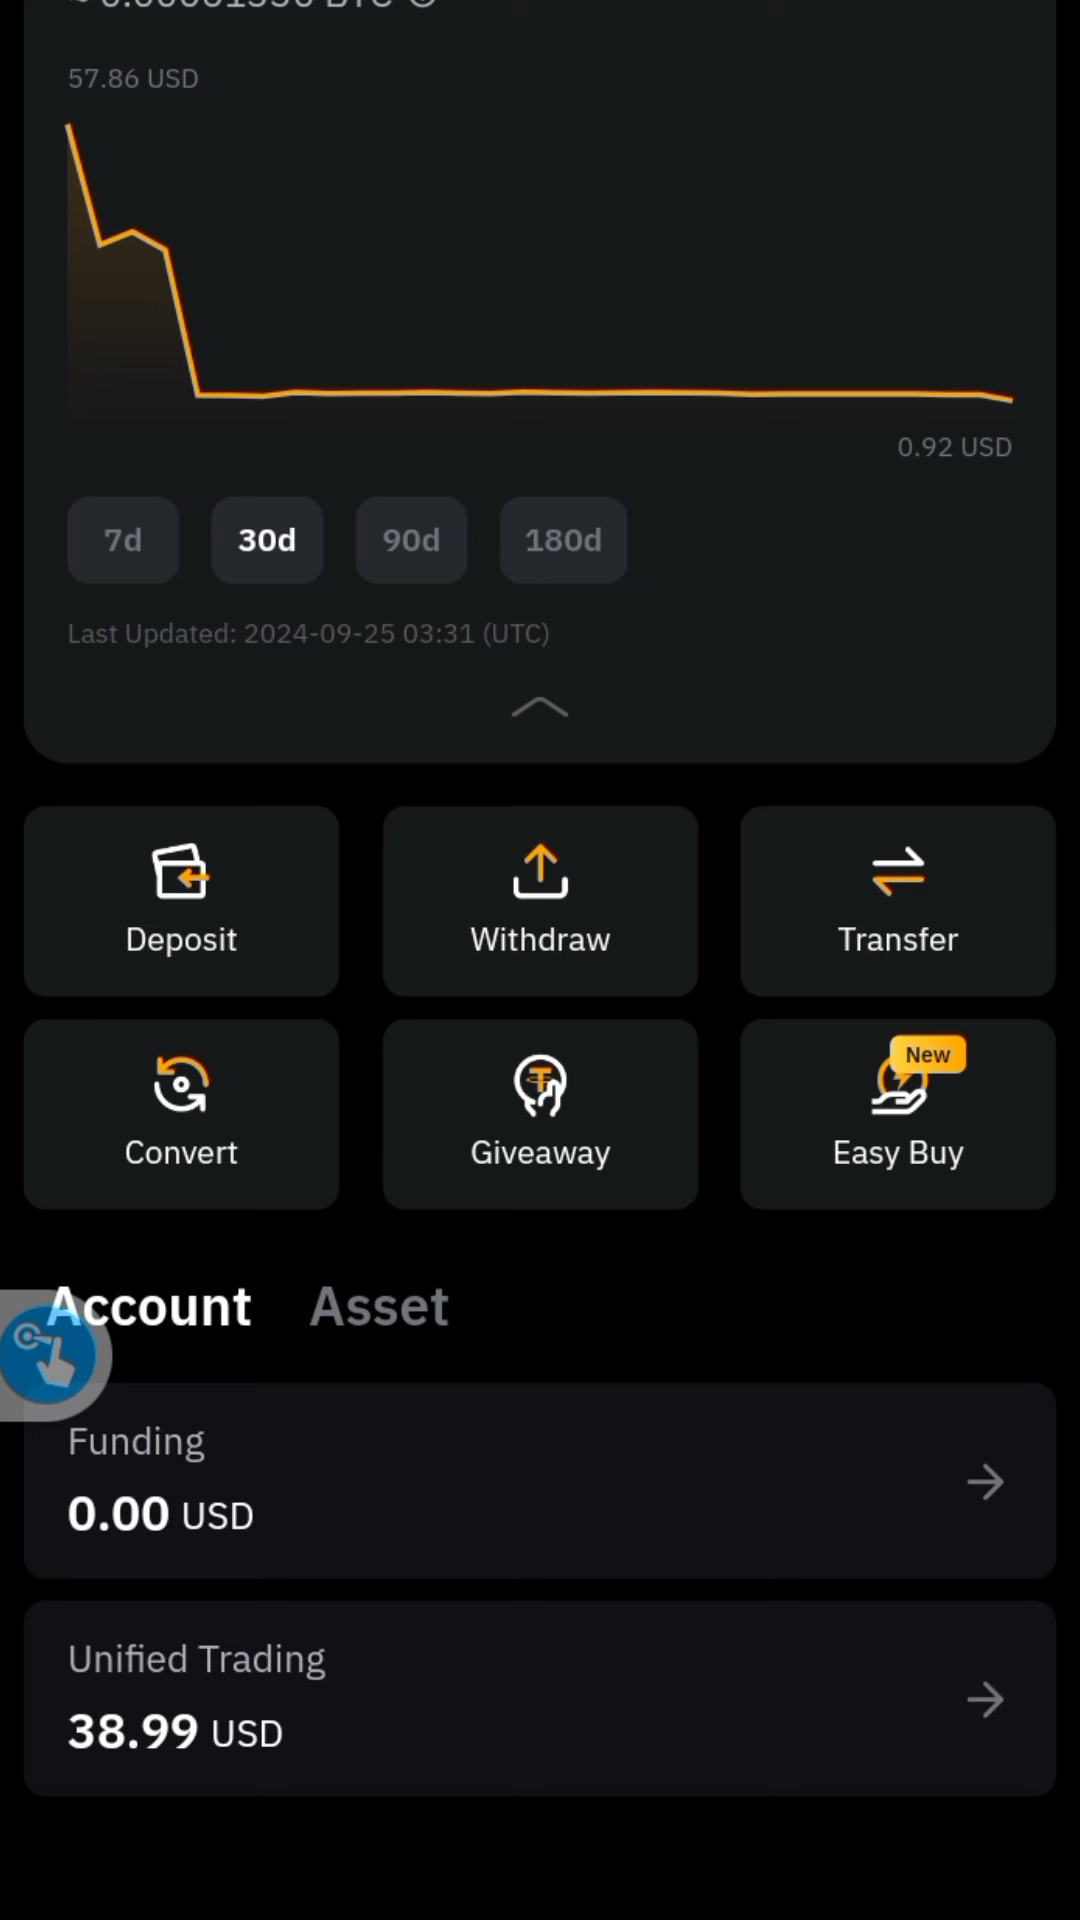 57.86 USD
0.92 USD
7d 30d 90d 180d
Last Updated: 2024-09-25 03:31 (UTC)
Deposit Withdraw Transfer
New
Convert Giveaway Easy Buy
Account Asset
Funding
0.00 USD
Unified Trading
38.99 USD